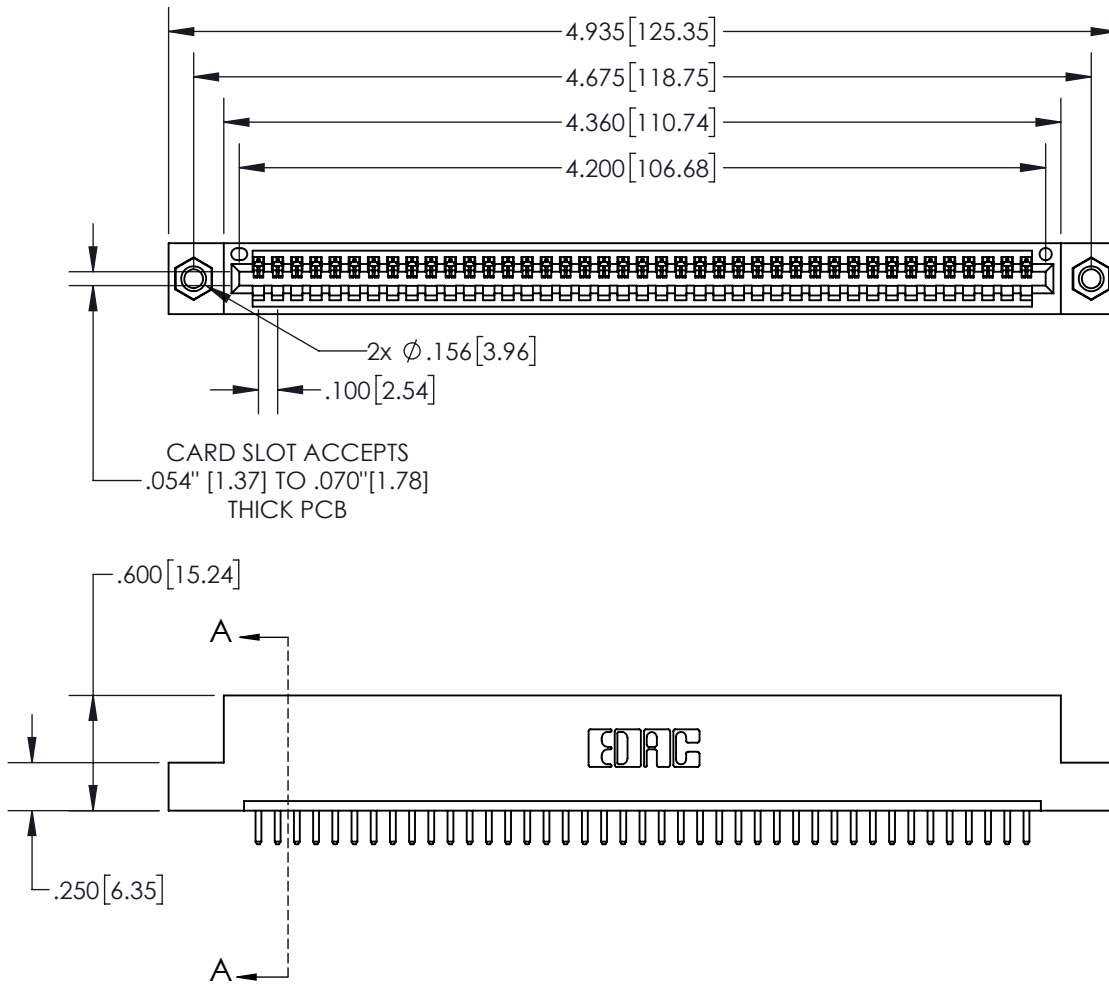 4.935[125.35]
4.675[118.75]
4.360[110.74]
4.200[106.68]
2x Ø.156[3.96]
.100[2.54]
CARD SLOT ACCEPTS
.054" [1.37] TO .070"[1.78]
THICK PCB
.600[15.24]
A
EDAC
.250[6.35]
A